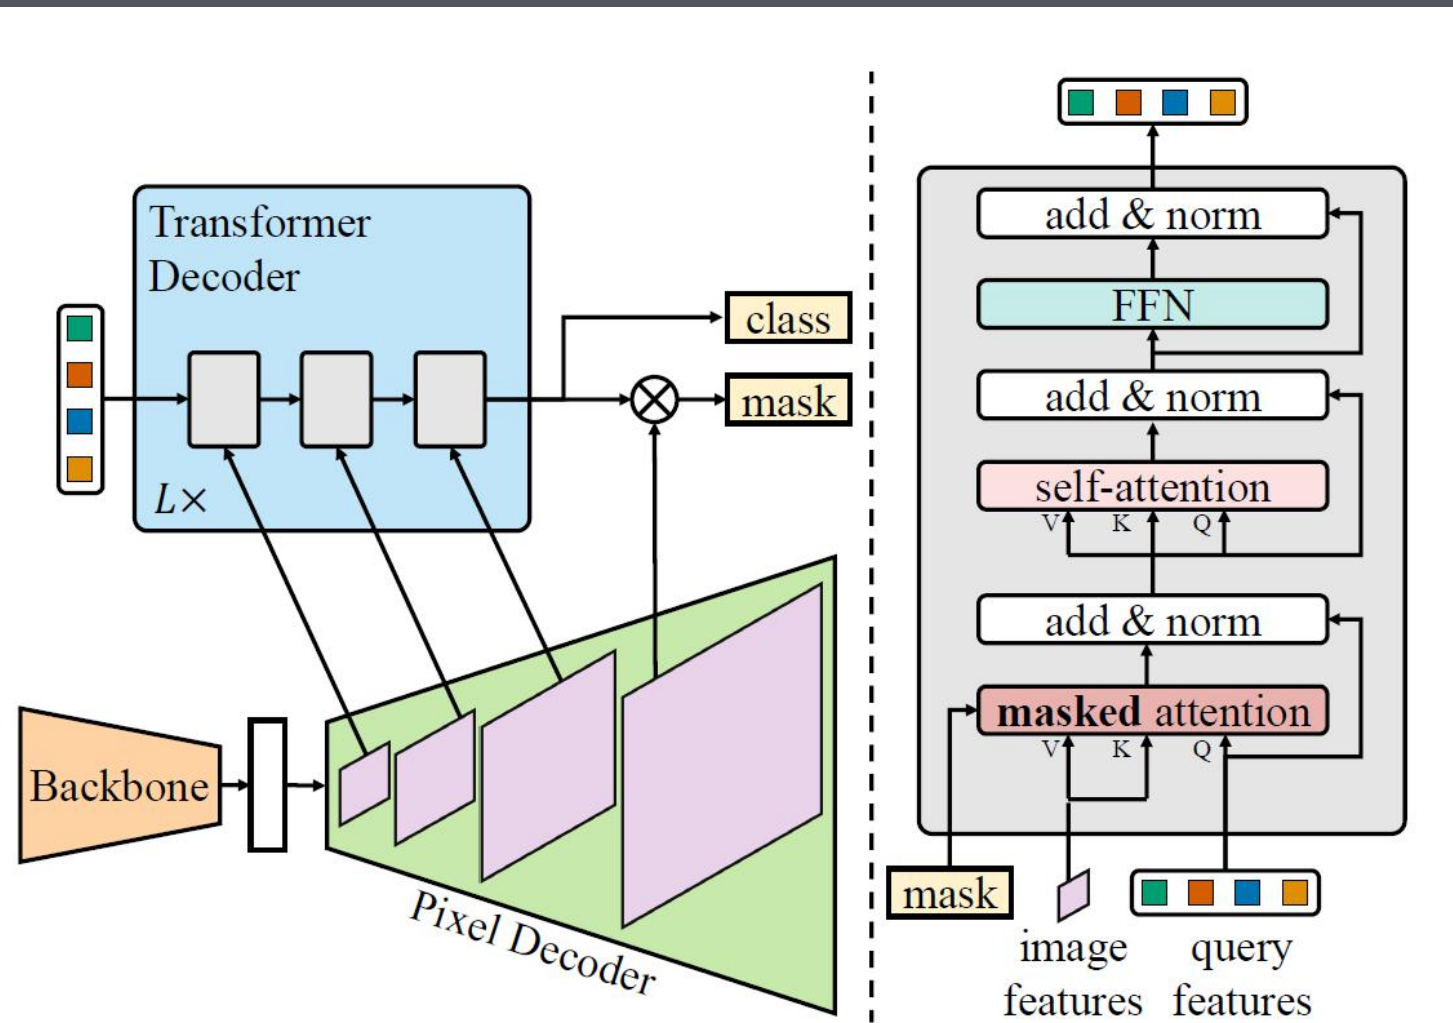 Transformer
Decoder
L×
class
mask
Backbone
Pixel Decoder
add & norm
FFN
add & norm
self-attention
V K Q
add & norm
masked attention
V K Q
mask
image
features
query
features